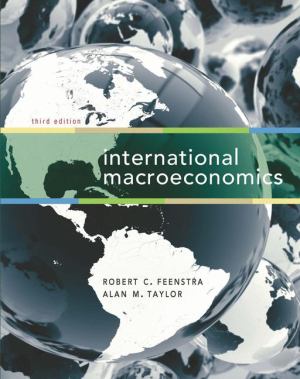 third edition
international
macroeconomics
ROBERT C. FEENSTRA
ALAN M. TAYLOR